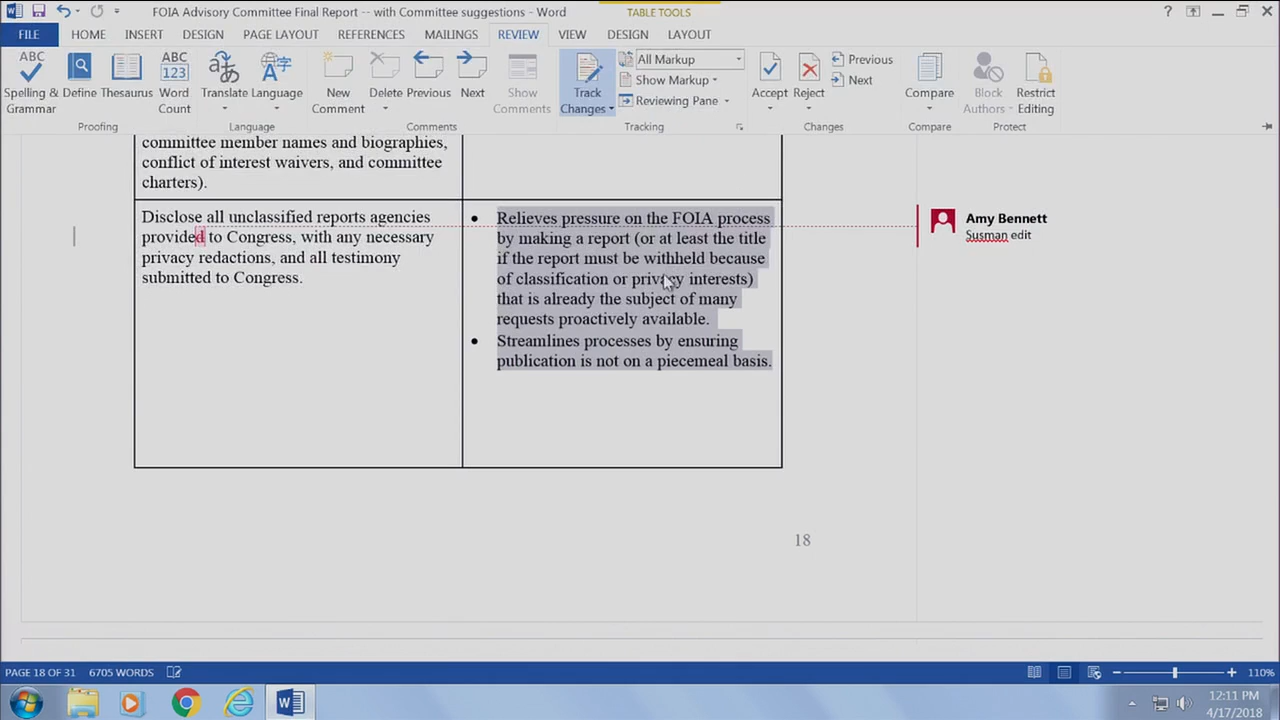 FOIA Advisory Committee Final Report -- with Committee suggestions - Word
TABLE TOOLS
?
FILE
HOME
INSERT
DESIGN
PAGE LAYOUT
REFERENCES
MAILINGS
REVIEW
VIEW
DESIGN
LAYOUT
ABC
Spelling &
Grammar
Define
Thesaurus
ABC
123
Word
Count
Translate
Language
New
Comment
Delete
Previous
Next
Show
Comments
Track
Changes
All Markup
Show Markup
Reviewing Pane
Accept
Reject
Previous
Next
Compare
Block
Authors
Restrict
Editing
Proofing
Language
Comments
Tracking
Changes
Compare
Protect
committee member names and biographies,
conflict of interest waivers, and committee
charters).
Disclose all unclassified reports agencies
provided to Congress, with any necessary
privacy redactions, and all testimony
submitted to Congress.
• Relieves pressure on the FOIA process
by making a report (or at least the title
if the report must be withheld because
of classification or privacy interests)
that is already the subject of many
requests proactively available.
• Streamlines processes by ensuring
publication is not on a piecemeal basis.
Amy Bennett
Susman edit
18
PAGE 18 OF 31
6705 WORDS
110%
12:11 PM
4/17/2018